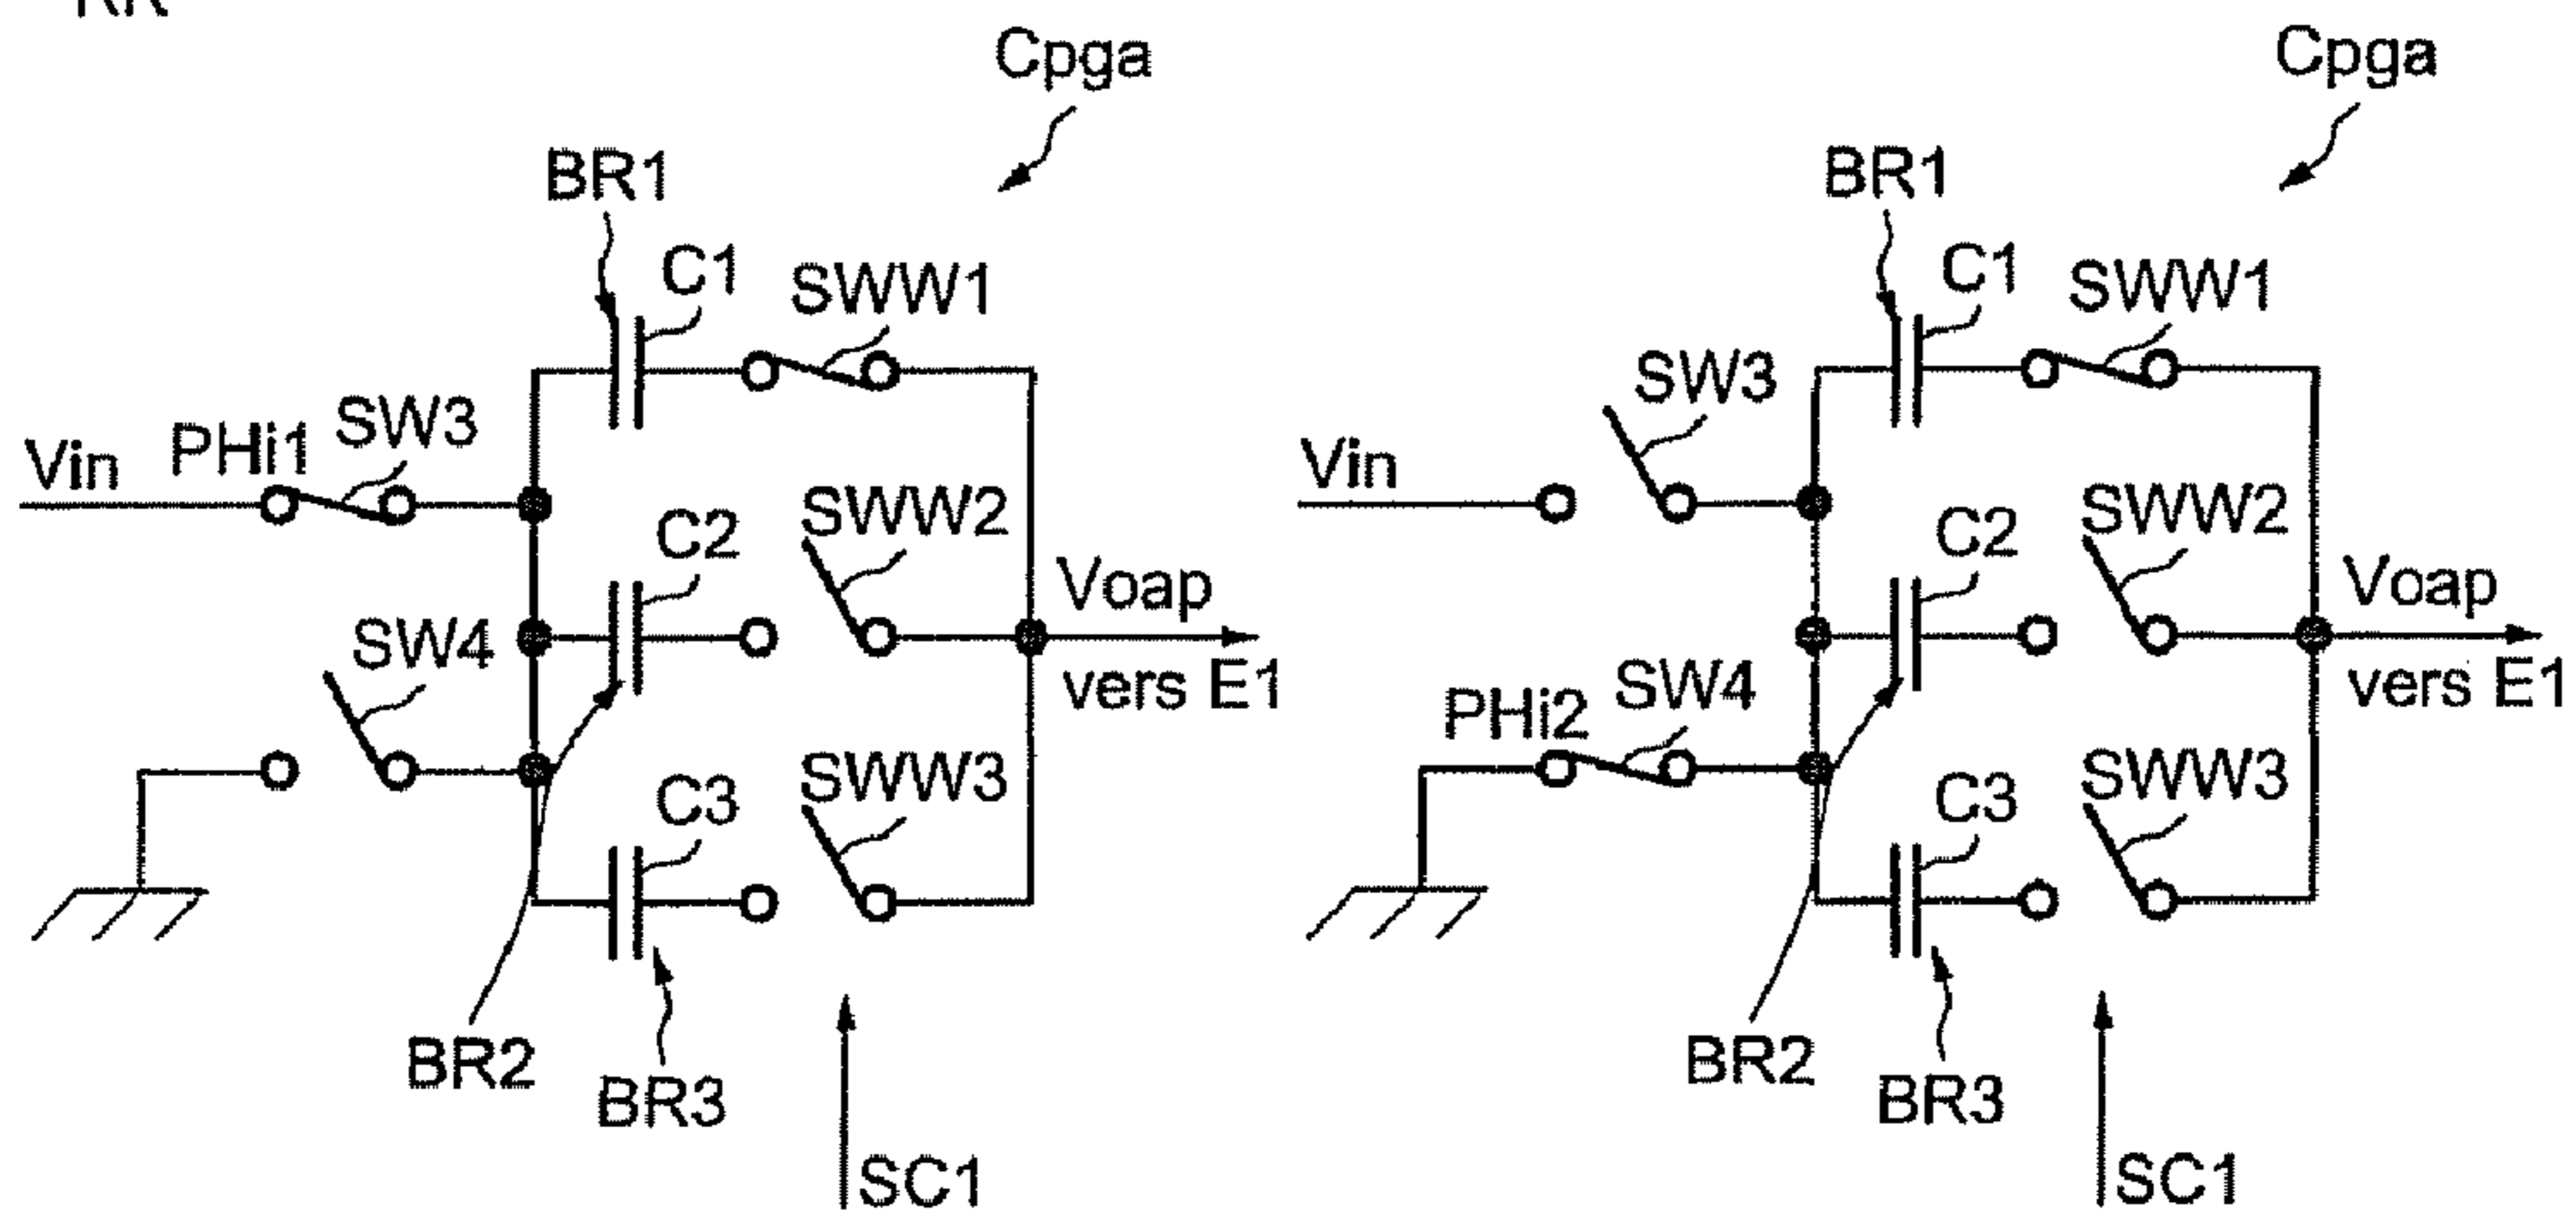 Cpga
BR1
C1
SWW1
Vin
PHi1
SW3
C2
SWW2
Voap
vers E1
SW4
C3
SWW3
BR2
BR3
SC1
Cpga
BR1
C1
SWW1
Vin
SW3
C2
SWW2
Voap
vers E1
PHi2
SW4
C3
SWW3
BR2
BR3
SC1